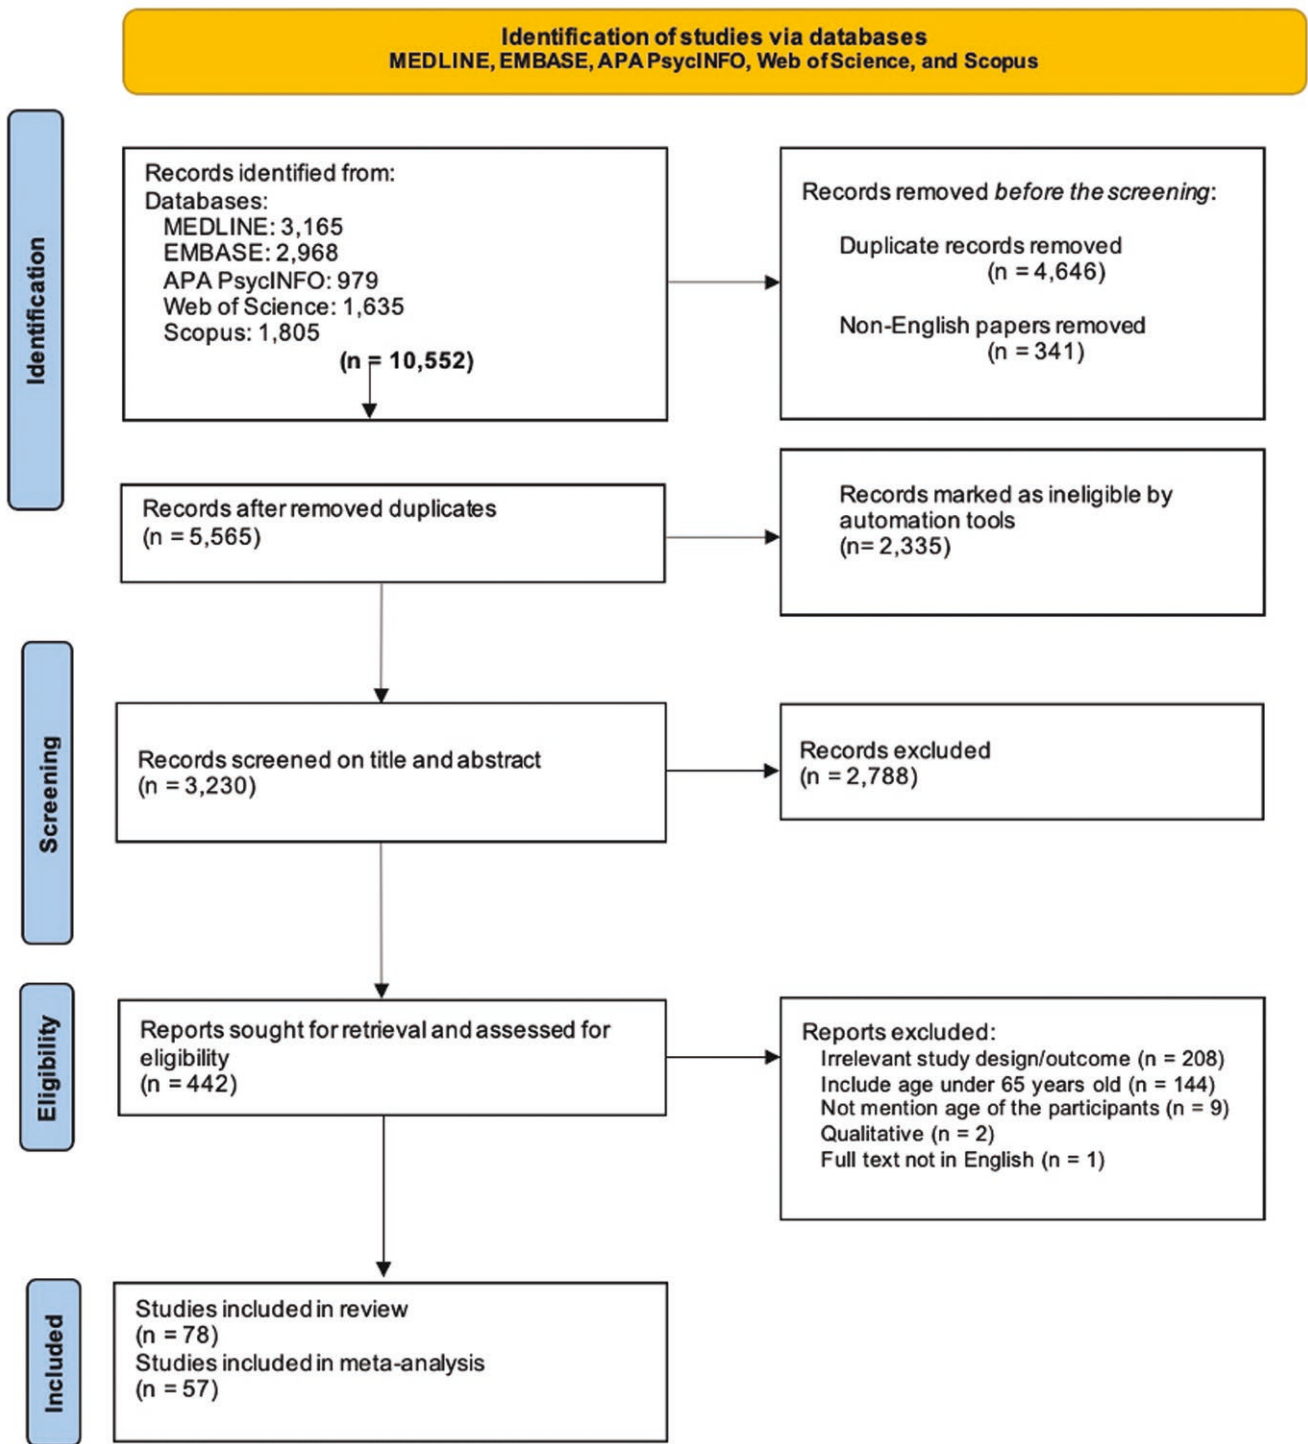 Identification of studies via databases
MEDLINE, EMBASE, APA PsycINFO, Web of Science, and Scopus
Identification
Records identified from:
Databases:
MEDLINE: 3,165
EMBASE: 2,968
APA PsycINFO: 979
Web of Science: 1,635
Scopus: 1,805
(n = 10,552)
Records removed before the screening:
Duplicate records removed
(n = 4,646)
Non-English papers removed
(n = 341)
Records after removed duplicates
(n = 5,565)
Records marked as ineligible by
automation tools
(n= 2,335)
Screening
Records screened on title and abstract
(n = 3,230)
Records excluded
(n = 2,788)
Eligibility
Reports sought for retrieval and assessed for
eligibility
(n = 442)
Reports excluded:
Irrelevant study design/outcome (n = 208)
Include age under 65 years old (n = 144)
Not mention age of the participants (n = 9)
Qualitative (n = 2)
Full text not in English (n = 1)
Included
Studies included in review
(n = 78)
Studies included in meta-analysis
(n = 57)